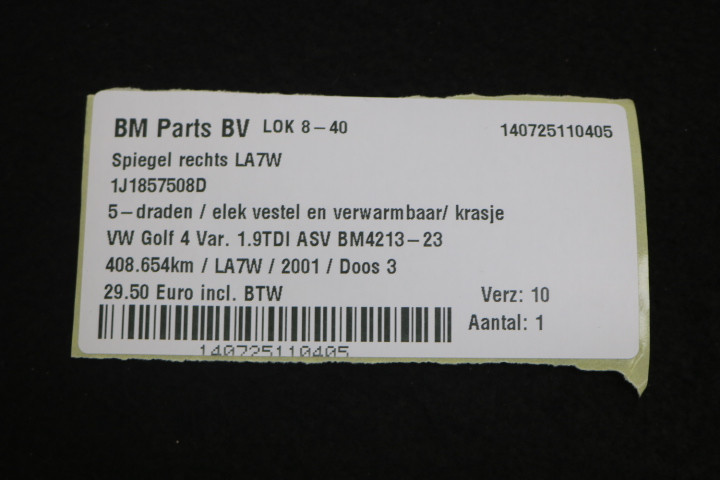 BM Parts BV LOK 8-40 140725110405
Spiegel rechts LA7W
1J1857508D
5-draden / elek vestel en verwarmbaar/ krasje
VW Golf 4 Var. 1.9TDI ASV BM4213-23
408.654km / LA7W / 2001 / Doos 3
29.50 Euro incl. BTW Verz: 10
Aantal: 1
140725110405